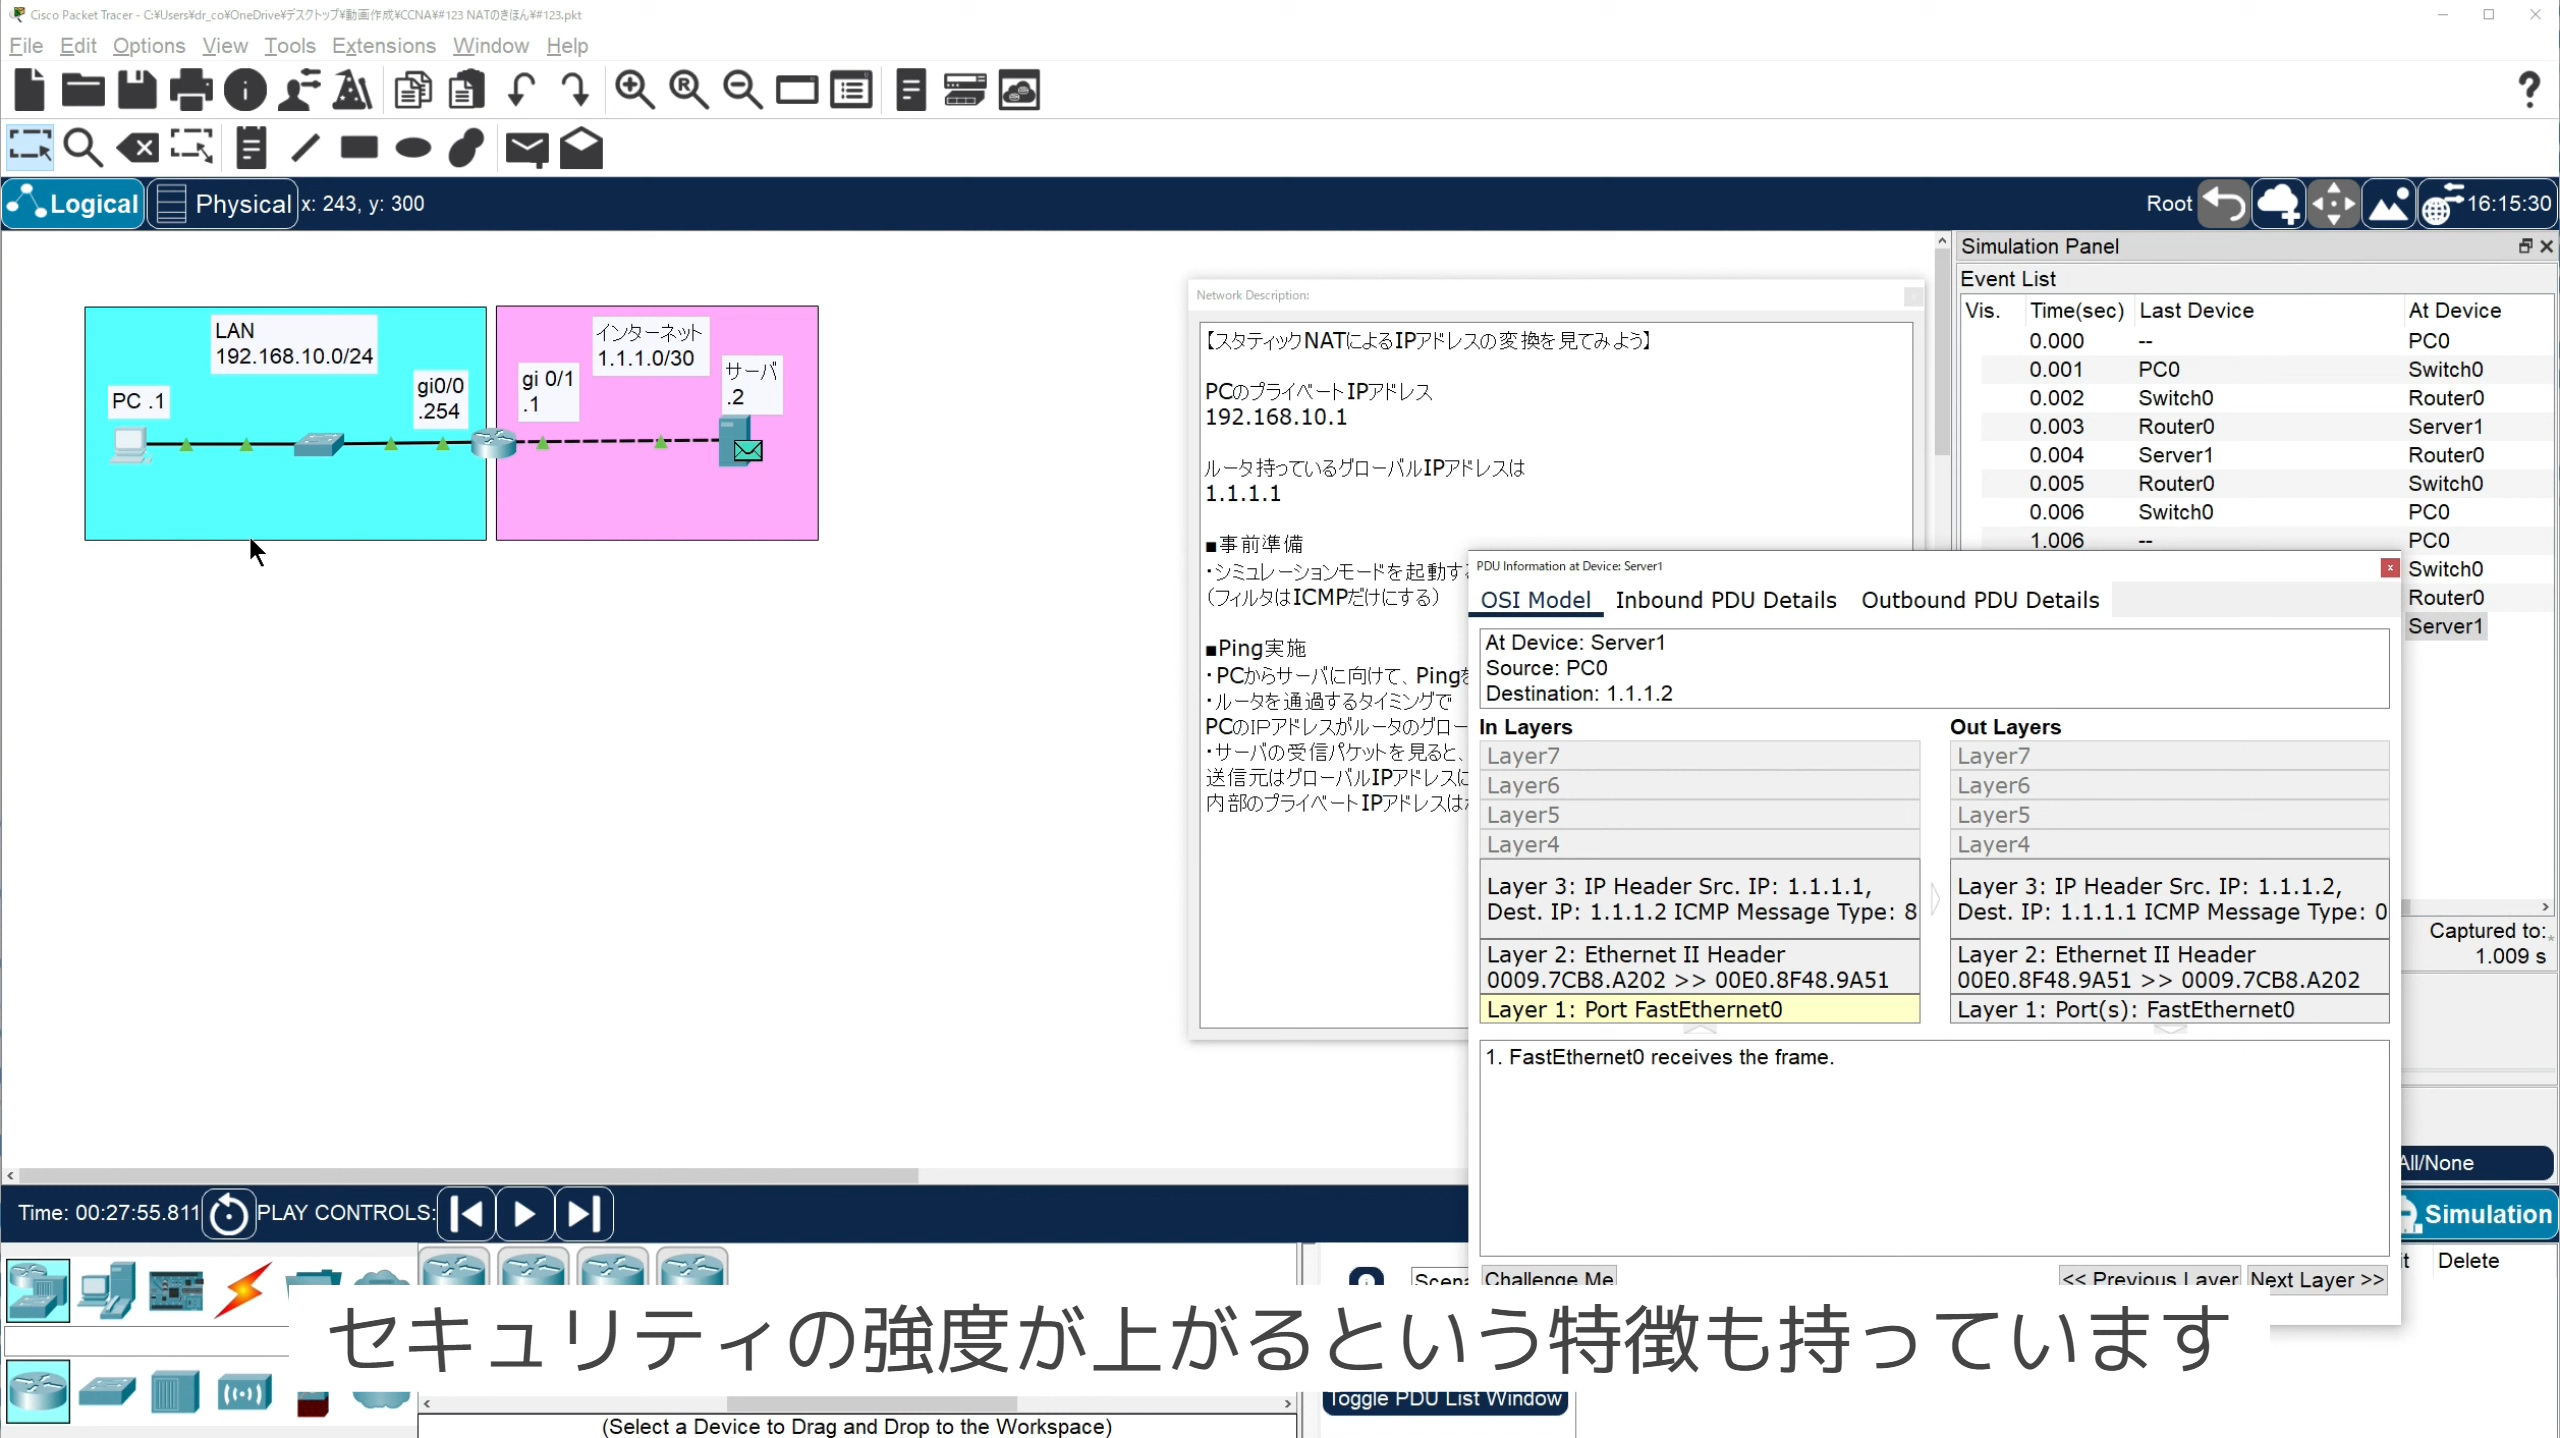 Cisco Packet Tracer - C:¥Users¥dr_co¥OneDrive¥デスクトップ¥動画作成¥CCNA¥#123 NATのきほん¥#123.pkt
File Edit Options View Tools Extensions Window Help
Logical Physical x: 243, y: 300
Root 16:15:30
LAN
192.168.10.0/24
PC .1
gi0/0
.254
gi 0/1
.1
インターネット
1.1.1.0/30
サーバ
.2
Network Description:
【スタティックNATによるIPアドレスの変換を見てみよう】
PCのプライベートIPアドレス
192.168.10.1
ルータ持っているグローバルIPアドレスは
1.1.1.1
■事前準備
・シミュレーションモードを起動す
（フィルタはICMPだけにする）
■Ping実施
・PCからサーバに向けて、Ping
・ルータを通過するタイミングで
PCのIPアドレスがルータのグロー
・サーバの受信パケットを見ると、
送信元はグローバルIPアドレスに
内部のプライベートIPアドレスは
Simulation Panel
Event List
Vis. Time(sec) Last Device At Device
0.000 -- PC0
0.001 PC0 Switch0
0.002 Switch0 Router0
0.003 Router0 Server1
0.004 Server1 Router0
0.005 Router0 Switch0
0.006 Switch0 PC0
1.006 -- PC0
Switch0
Router0
Server1
Captured to:
1.009 s
PDU Information at Device: Server1
OSI Model Inbound PDU Details Outbound PDU Details
At Device: Server1
Source: PC0
Destination: 1.1.1.2
In Layers
Layer7
Layer6
Layer5
Layer4
Layer 3: IP Header Src. IP: 1.1.1.1,
Dest. IP: 1.1.1.2 ICMP Message Type: 8
Layer 2: Ethernet II Header
0009.7CB8.A202 >> 00E0.8F48.9A51
Layer 1: Port FastEthernet0
Out Layers
Layer7
Layer6
Layer5
Layer4
Layer 3: IP Header Src. IP: 1.1.1.2,
Dest. IP: 1.1.1.1 ICMP Message Type: 0
Layer 2: Ethernet II Header
00E0.8F48.9A51 >> 0009.7CB8.A202
Layer 1: Port(s): FastEthernet0
1. FastEthernet0 receives the frame.
Challenge Me << Previous Layer Next Layer >>
All/None
Time: 00:27:55.811 PLAY CONTROLS:
Simulation
Scena
Delete
セキュリティの強度が上がるという特徴も持っています
Toggle PDU List Window
(Select a Device to Drag and Drop to the Workspace)